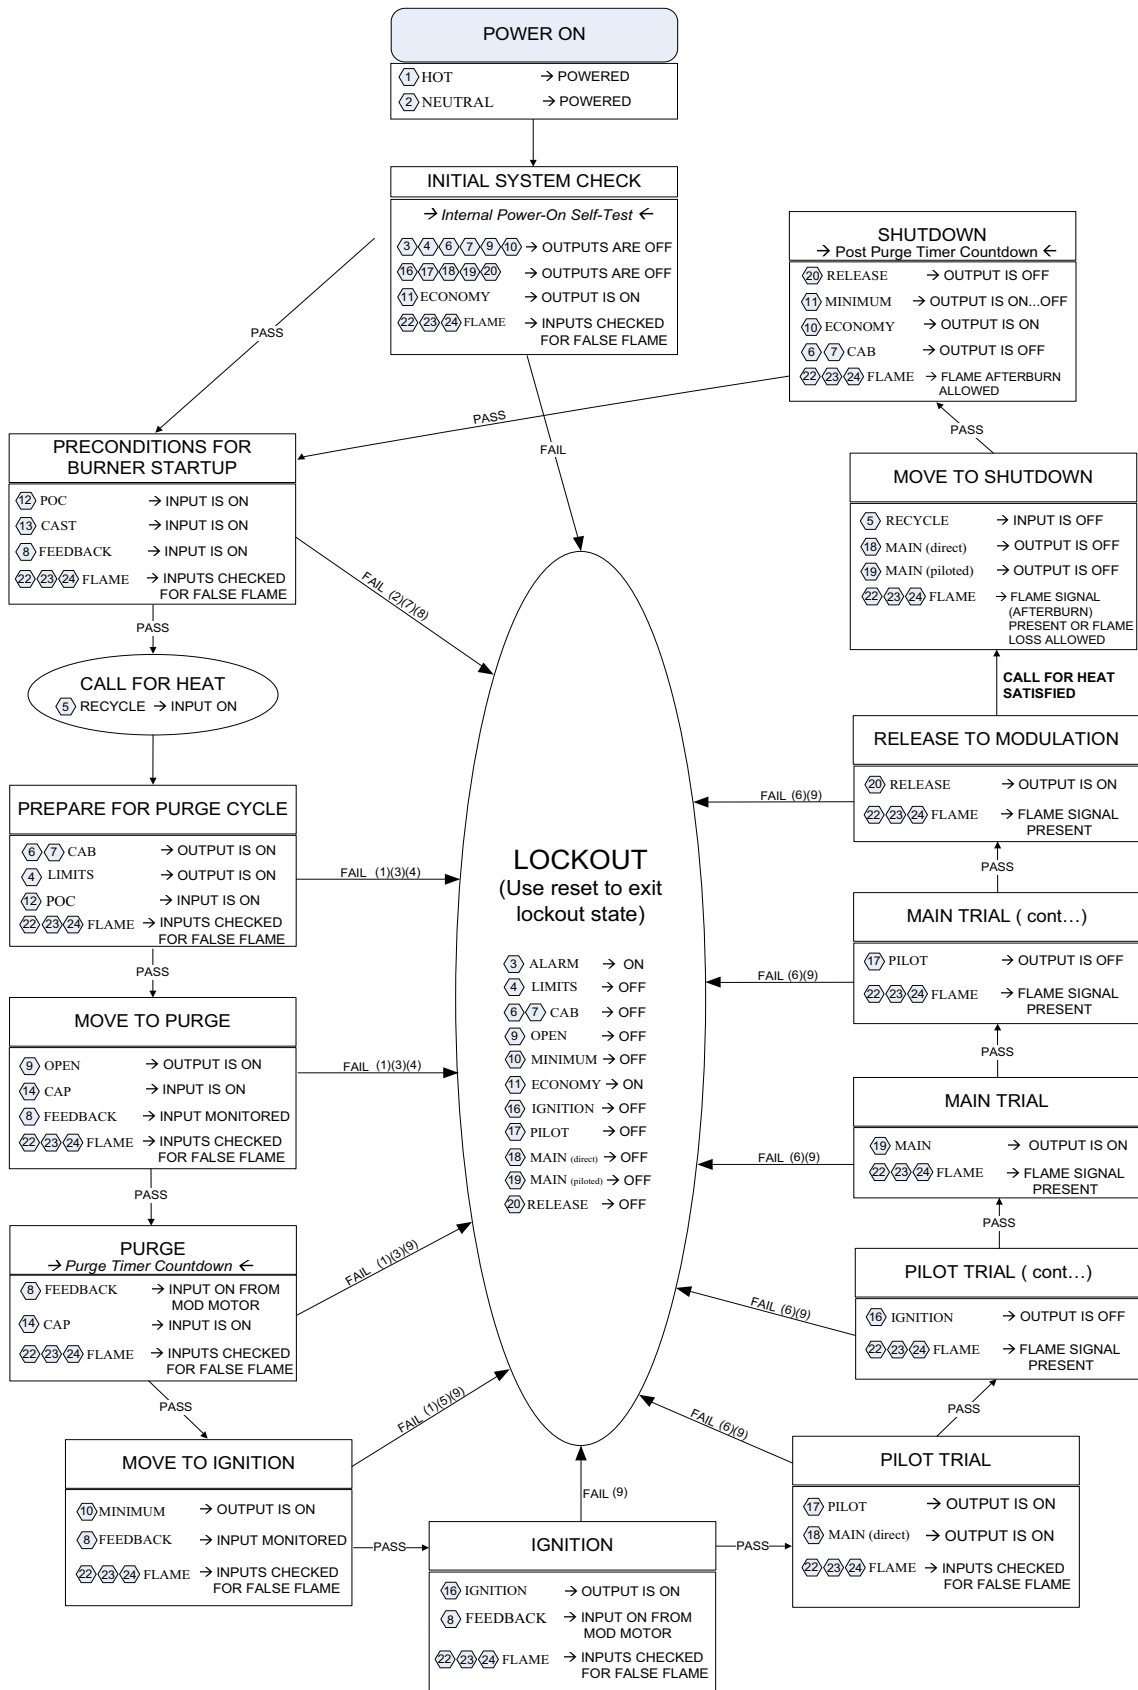 POWER ON
1 HOT → POWERED
2 NEUTRAL → POWERED
INITIAL SYSTEM CHECK
→ Internal Power-On Self-Test ←
3 4 6 7 9 10 → OUTPUTS ARE OFF
16 17 18 19 20 → OUTPUTS ARE OFF
11 ECONOMY → OUTPUT IS ON
22 23 24 FLAME → INPUTS CHECKED
FOR FALSE FLAME
PASS
FAIL
PRECONDITIONS FOR
BURNER STARTUP
12 POC → INPUT IS ON
13 CAST → INPUT IS ON
8 FEEDBACK → INPUT IS ON
22 23 24 FLAME → INPUTS CHECKED
FOR FALSE FLAME
FAIL (2)(7)(8)
PASS
CALL FOR HEAT
5 RECYCLE → INPUT ON
PREPARE FOR PURGE CYCLE
6 7 CAB → OUTPUT IS ON
4 LIMITS → OUTPUT IS ON
12 POC → INPUT IS ON
22 23 24 FLAME → INPUTS CHECKED
FOR FALSE FLAME
FAIL (1)(3)(4)
PASS
MOVE TO PURGE
9 OPEN → OUTPUT IS ON
14 CAP → INPUT IS ON
8 FEEDBACK → INPUT MONITORED
22 23 24 FLAME → INPUTS CHECKED
FOR FALSE FLAME
FAIL (1)(3)(4)
PASS
PURGE
→ Purge Timer Countdown ←
8 FEEDBACK → INPUT ON FROM
MOD MOTOR
14 CAP → INPUT IS ON
22 23 24 FLAME → INPUTS CHECKED
FOR FALSE FLAME
FAIL (1)(3)(9)
PASS
MOVE TO IGNITION
10 MINIMUM → OUTPUT IS ON
8 FEEDBACK → INPUT MONITORED
22 23 24 FLAME → INPUTS CHECKED
FOR FALSE FLAME
FAIL (1)(5)(9)
PASS
IGNITION
16 IGNITION → OUTPUT IS ON
8 FEEDBACK → INPUT ON FROM
MOD MOTOR
22 23 24 FLAME → INPUTS CHECKED
FOR FALSE FLAME
FAIL (9)
PASS
PILOT TRIAL
17 PILOT → OUTPUT IS ON
18 MAIN (direct) → OUTPUT IS ON
22 23 24 FLAME → INPUTS CHECKED
FOR FALSE FLAME
FAIL (6)(9)
PASS
PILOT TRIAL ( cont…)
16 IGNITION → OUTPUT IS OFF
22 23 24 FLAME → FLAME SIGNAL
PRESENT
FAIL (6)(9)
PASS
MAIN TRIAL
19 MAIN → OUTPUT IS ON
22 23 24 FLAME → FLAME SIGNAL
PRESENT
FAIL (6)(9)
PASS
MAIN TRIAL ( cont…)
17 PILOT → OUTPUT IS OFF
22 23 24 FLAME → FLAME SIGNAL
PRESENT
FAIL (6)(9)
PASS
RELEASE TO MODULATION
20 RELEASE → OUTPUT IS ON
22 23 24 FLAME → FLAME SIGNAL
PRESENT
FAIL (6)(9)
CALL FOR HEAT
SATISFIED
MOVE TO SHUTDOWN
5 RECYCLE → INPUT IS OFF
18 MAIN (direct) → OUTPUT IS OFF
19 MAIN (piloted) → OUTPUT IS OFF
22 23 24 FLAME → FLAME SIGNAL
(AFTERBURN)
PRESENT OR FLAME
LOSS ALLOWED
PASS
SHUTDOWN
→ Post Purge Timer Countdown ←
20 RELEASE → OUTPUT IS OFF
11 MINIMUM → OUTPUT IS ON...OFF
10 ECONOMY → OUTPUT IS ON
6 7 CAB → OUTPUT IS OFF
22 23 24 FLAME → FLAME AFTERBURN
ALLOWED
PASS
LOCKOUT
(Use reset to exit
lockout state)
3 ALARM → ON
4 LIMITS → OFF
6 7 CAB → OFF
9 OPEN → OFF
10 MINIMUM → OFF
11 ECONOMY → ON
16 IGNITION → OFF
17 PILOT → OFF
18 MAIN (direct) → OFF
19 MAIN (piloted) → OFF
20 RELEASE → OFF